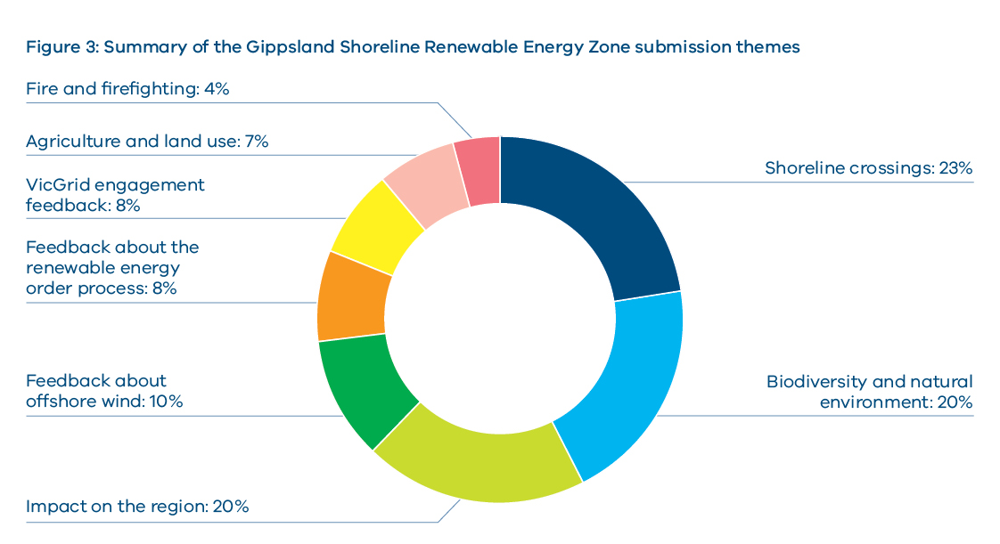 Figure 3: Summary of the Gippsland Shoreline Renewable Energy Zone submission themes
Fire and firefighting: 4%
Agriculture and land use: 7%
VicGrid engagement
feedback: 8%
Feedback about the
renewable energy
order process: 8%
Feedback about
offshore wind: 10%
Impact on the region: 20%
Shoreline crossings: 23%
Biodiversity and natural
environment: 20%